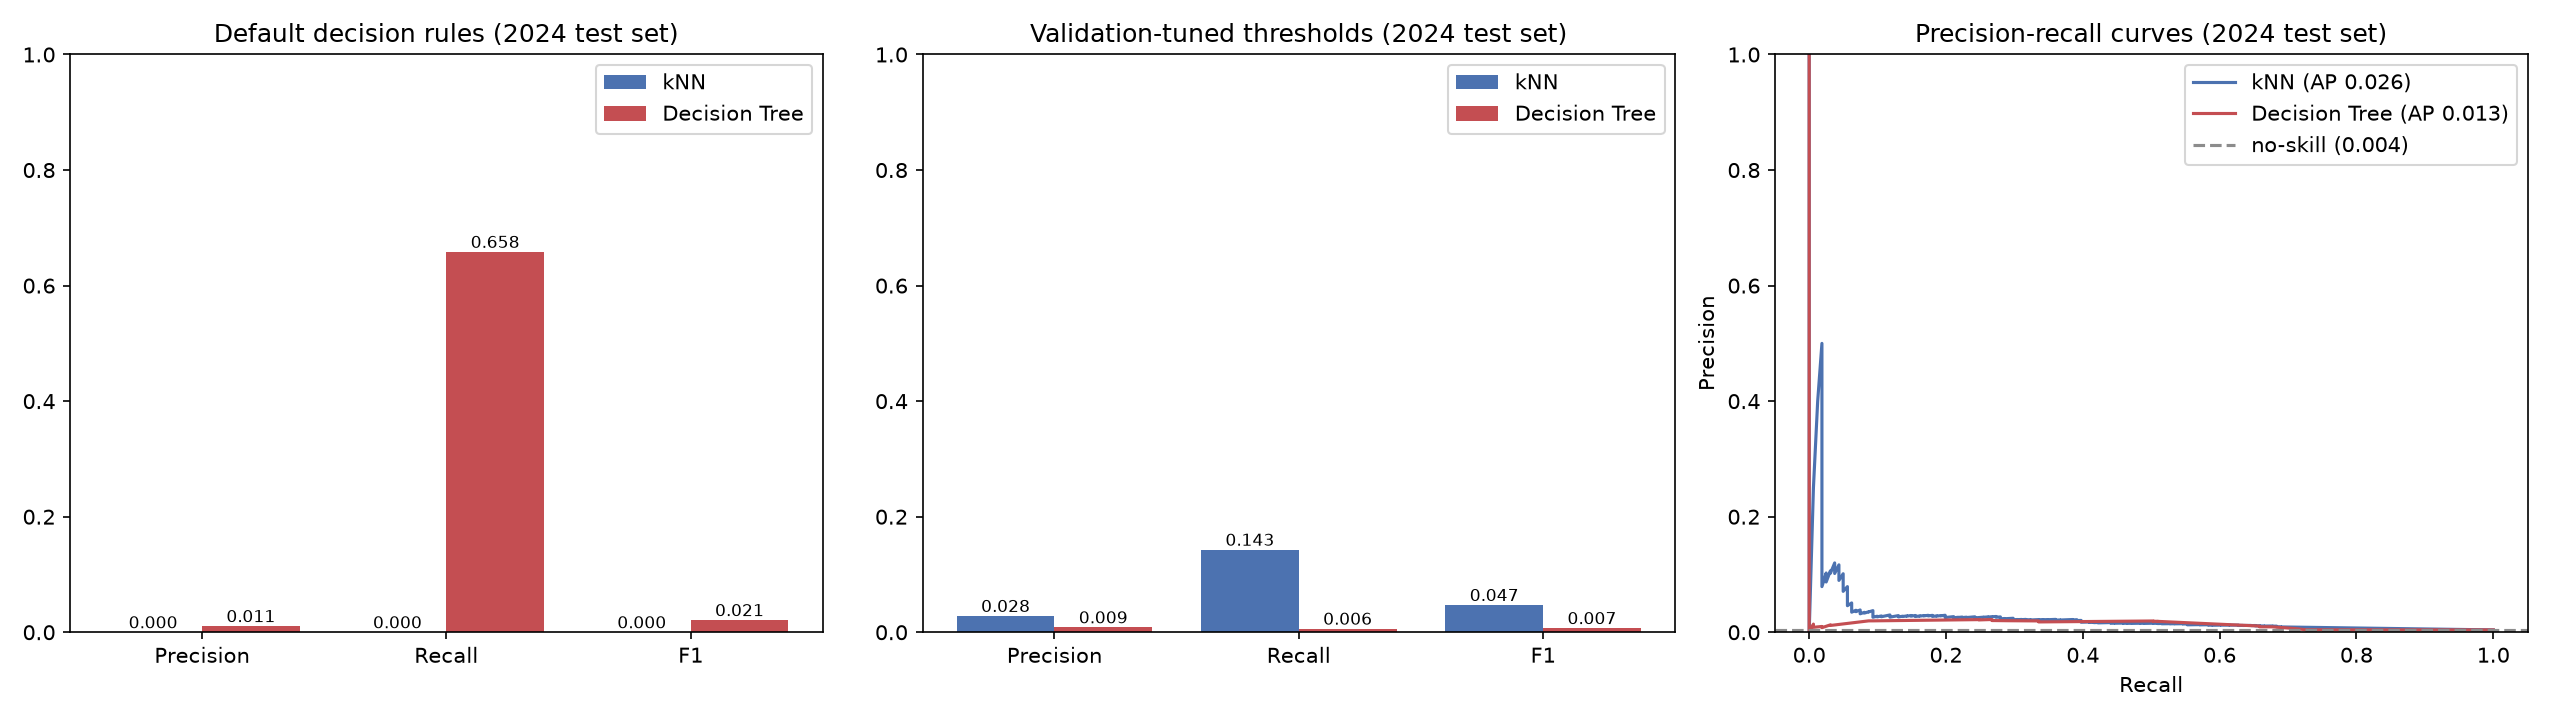 Default decision rules (2024 test set)
1.0
0.8
0.6
0.4
0.2
0.0
kNN
Decision Tree
0.000
0.011
0.000
0.658
0.000
0.021
Precision
Recall
F1
Validation-tuned thresholds (2024 test set)
1.0
0.8
0.6
0.4
0.2
0.0
kNN
Decision Tree
0.028
0.009
0.143
0.006
0.047
0.007
Precision
Recall
F1
Precision-recall curves (2024 test set)
Precision
1.0
0.8
0.6
0.4
0.2
0.0
kNN (AP 0.026)
Decision Tree (AP 0.013)
no-skill (0.004)
0.0
0.2
0.4
0.6
0.8
1.0
Recall